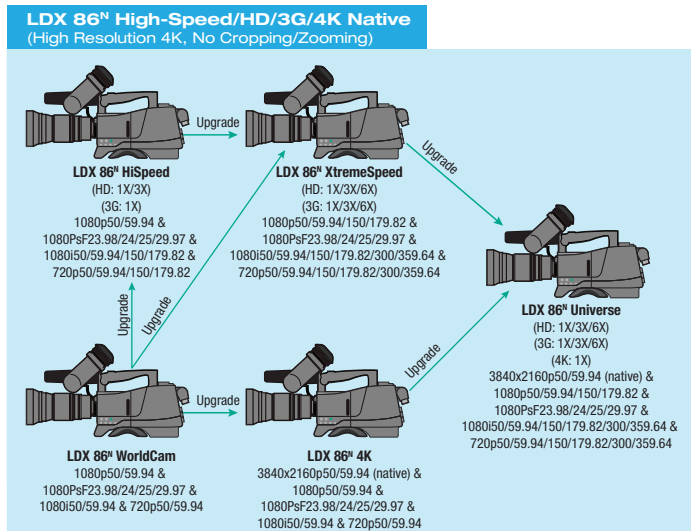 LDX 86ᴺ High-Speed/HD/3G/4K Native
(High Resolution 4K, No Cropping/Zooming)
Upgrade
LDX 86ᴺ HiSpeed
(HD: 1X/3X)
(3G: 1X)
1080p50/59.94 &
1080PsF23.98/24/25/29.97 &
1080i50/59.94/150/179.82 &
720p50/59.94/150/179.82
LDX 86ᴺ XtremeSpeed
(HD: 1X/3X/6X)
(3G: 1X/3X/6X)
1080p50/59.94/150/179.82 &
1080PsF23.98/24/25/29.97 &
1080i50/59.94/150/179.82/300/359.64 &
720p50/59.94/150/179.82/300/359.64
Upgrade
Upgrade
Upgrade
LDX 86ᴺ Universe
(HD: 1X/3X/6X)
(3G: 1X/3X/6X)
(4K: 1X)
3840x2160p50/59.94 (native) &
1080p50/59.94/150/179.82 &
1080PsF23.98/24/25/29.97 &
1080i50/59.94/150/179.82/300/359.64 &
720p50/59.94/150/179.82/300/359.64
Upgrade
Upgrade
LDX 86ᴺ WorldCam
1080p50/59.94 &
1080PsF23.98/24/25/29.97 &
1080i50/59.94 & 720p50/59.94
LDX 86ᴺ 4K
3840x2160p50/59.94 (native) &
1080p50/59.94 &
1080PsF23.98/24/25/29.97 &
1080i50/59.94 & 720p50/59.94